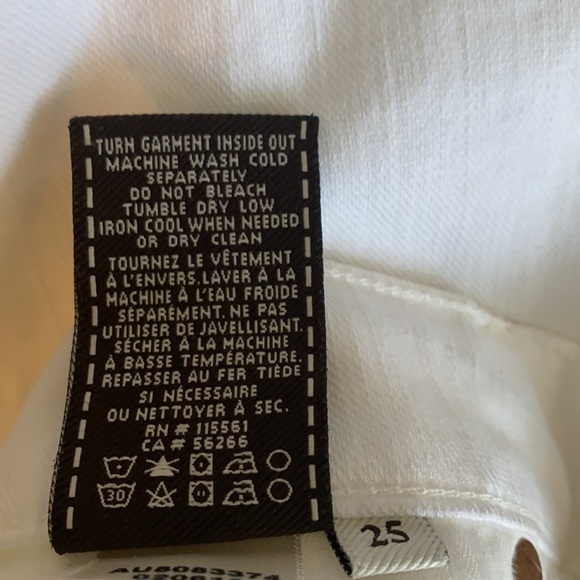 TURN GARMENT INSIDE OUT
MACHINE WASH COLD
SEPARATELY
DO NOT BLEACH
TUMBLE DRY LOW
IRON COOL WHEN NEEDED
OR DRY CLEAN
TOURNEZ LE VÊTEMENT
À L'ENVERS. LAVER À LA
MACHINE À L'EAU FROIDE
SÉPARÉMENT. NE PAS
UTILISER DE JAVELLISANT.
SÉCHER À LA MACHINE
À BASSE TEMPÉRATURE.
REPASSER AU FER TIÈDE
SI NÉCESSAIRE
OU NETTOYER À SEC.
RN # 115561
CA # 56266
30
25
AU8083374